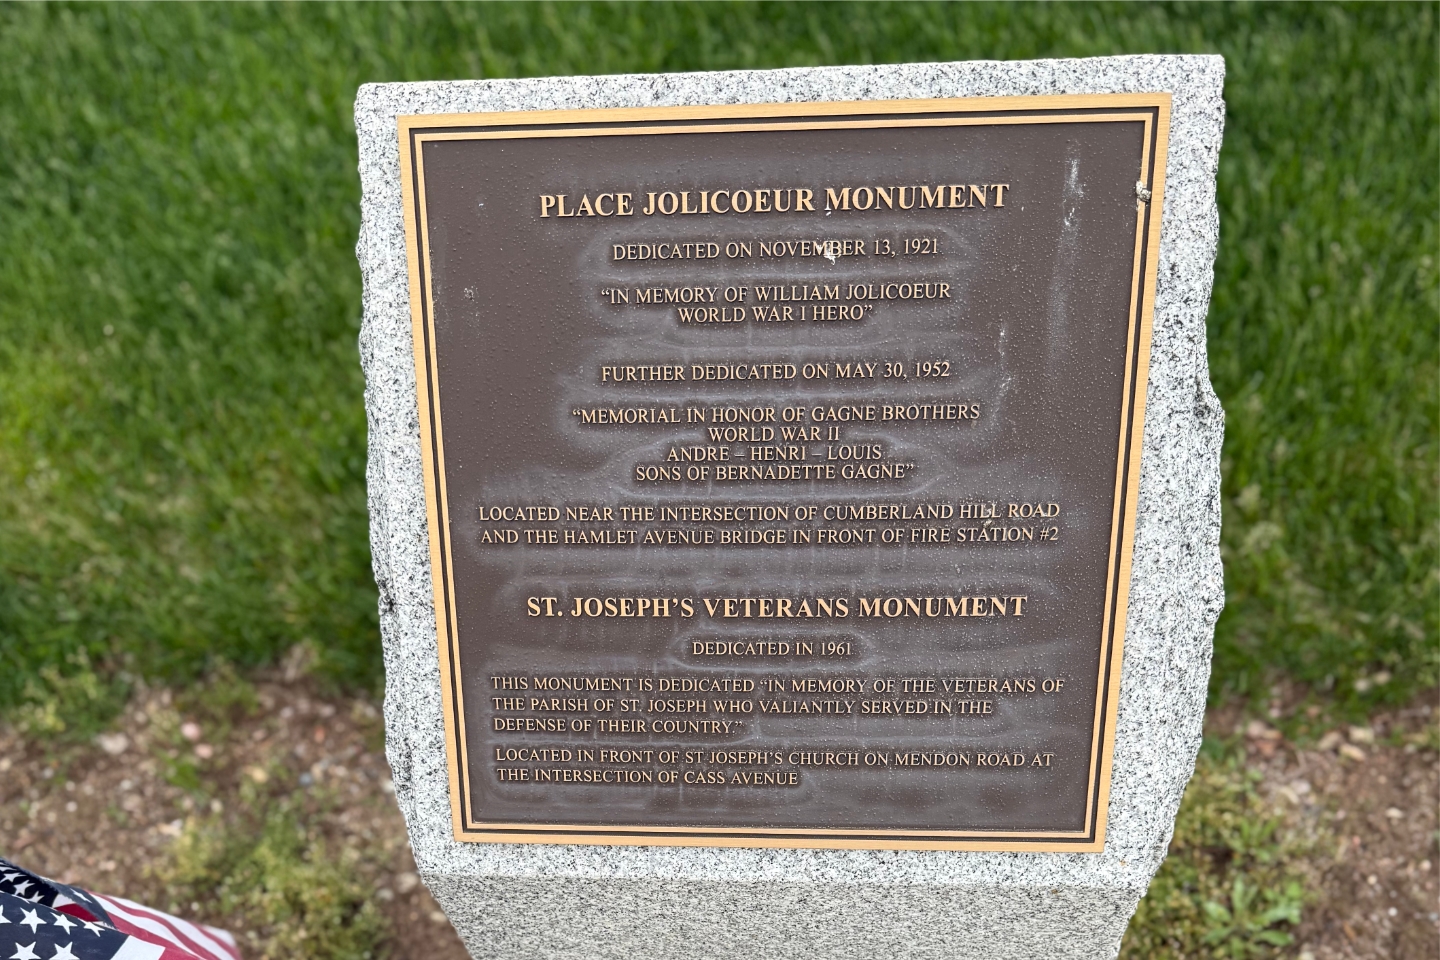 PLACE JOLICOEUR MONUMENT
DEDICATED ON NOVEMBER 13, 1921
“IN MEMORY OF WILLIAM JOLICOEUR
WORLD WAR I HERO”
FURTHER DEDICATED ON MAY 30, 1952
“MEMORIAL IN HONOR OF GAGNE BROTHERS
WORLD WAR II
ANDRE – HENRI – LOUIS
SONS OF BERNADETTE GAGNE”
LOCATED NEAR THE INTERSECTION OF CUMBERLAND HILL ROAD
AND THE HAMLET AVENUE BRIDGE IN FRONT OF FIRE STATION #2
ST. JOSEPH’S VETERANS MONUMENT
DEDICATED IN 1961
THIS MONUMENT IS DEDICATED “IN MEMORY OF THE VETERANS OF
THE PARISH OF ST. JOSEPH WHO VALIANTLY SERVED IN THE
DEFENSE OF THEIR COUNTRY.”
LOCATED IN FRONT OF ST JOSEPH’S CHURCH ON MENDON ROAD AT
THE INTERSECTION OF CASS AVENUE